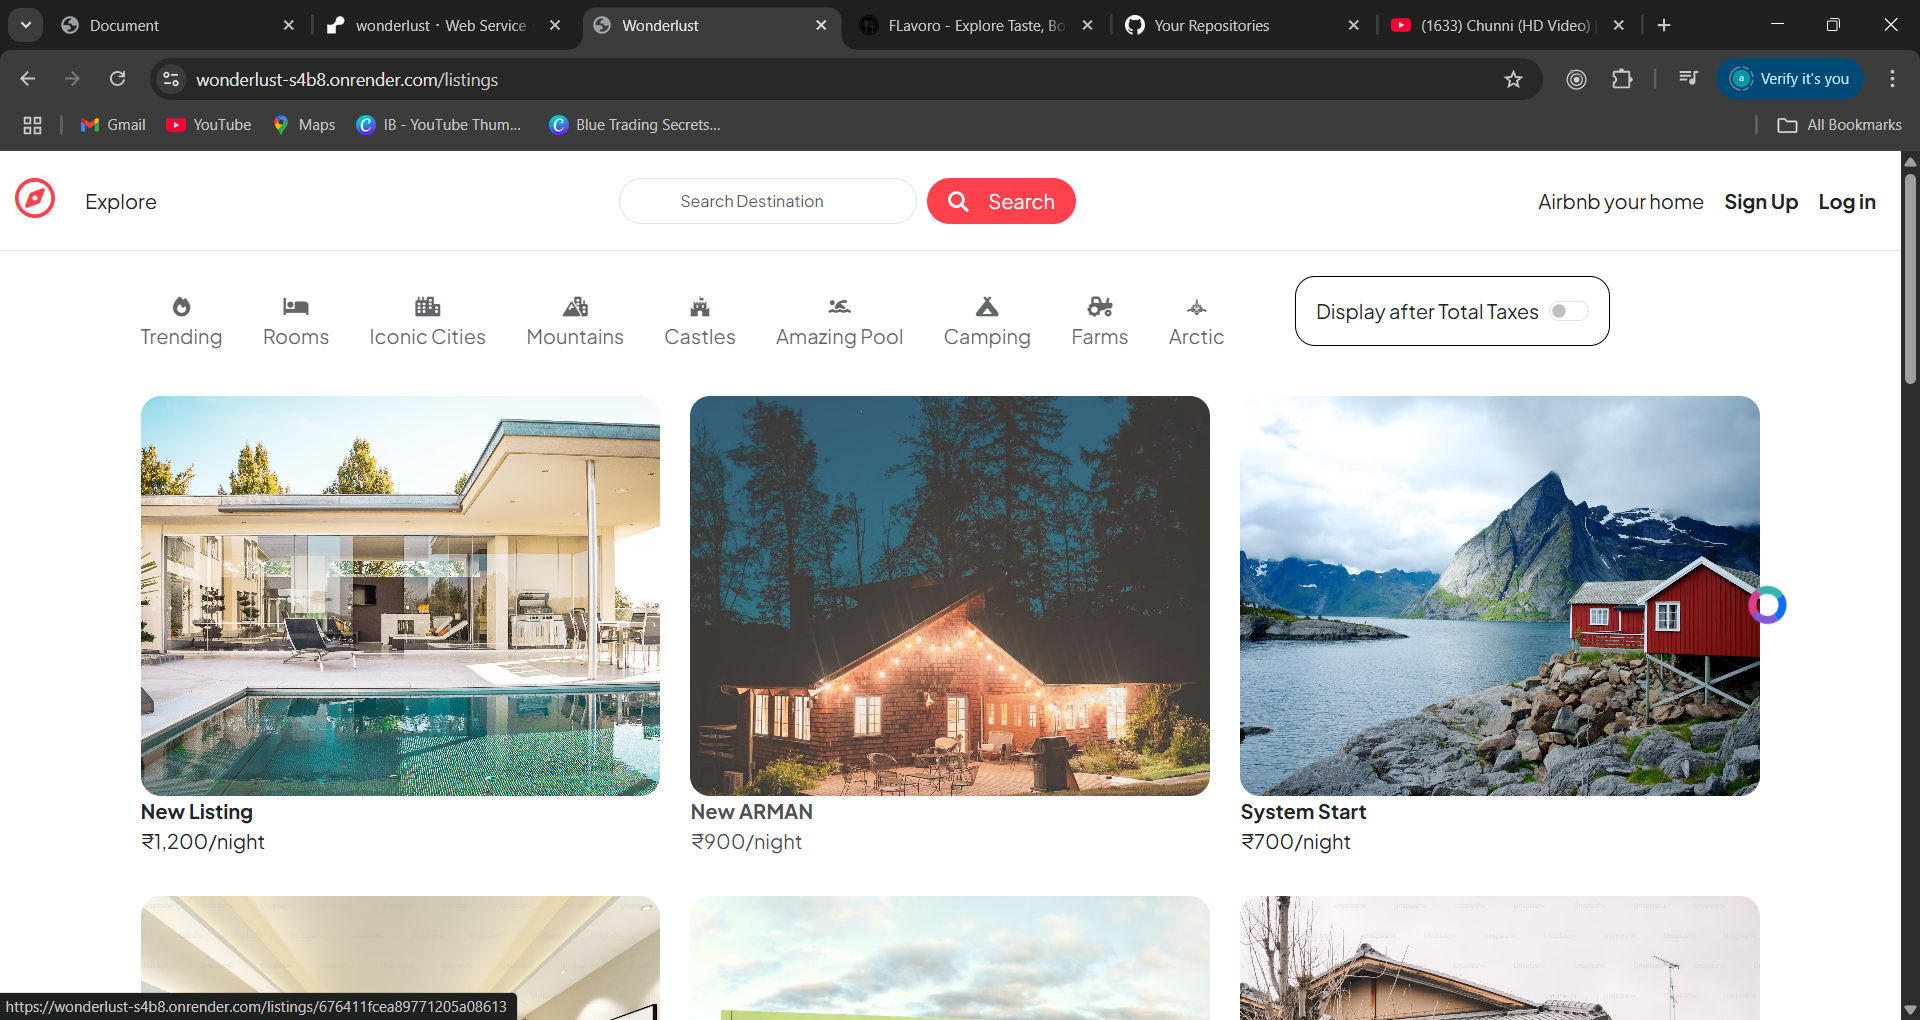 Document
wonderlust · Web Service
Wonderlust
FLavoro - Explore Taste, Bo
Your Repositories
(1633) Chunni (HD Video)
wonderlust-s4b8.onrender.com/listings
a
Verify it's you
Gmail
YouTube
Maps
IB - YouTube Thum...
Blue Trading Secrets...
All Bookmarks
Explore
Search Destination
Search
Airbnb your home
Sign Up
Log in
Trending
Rooms
Iconic Cities
Mountains
Castles
Amazing Pool
Camping
Farms
Arctic
Display after Total Taxes
New Listing
₹1,200/night
New ARMAN
₹900/night
System Start
₹700/night
https://wonderlust-s4b8.onrender.com/listings/676411fcea89771205a08613